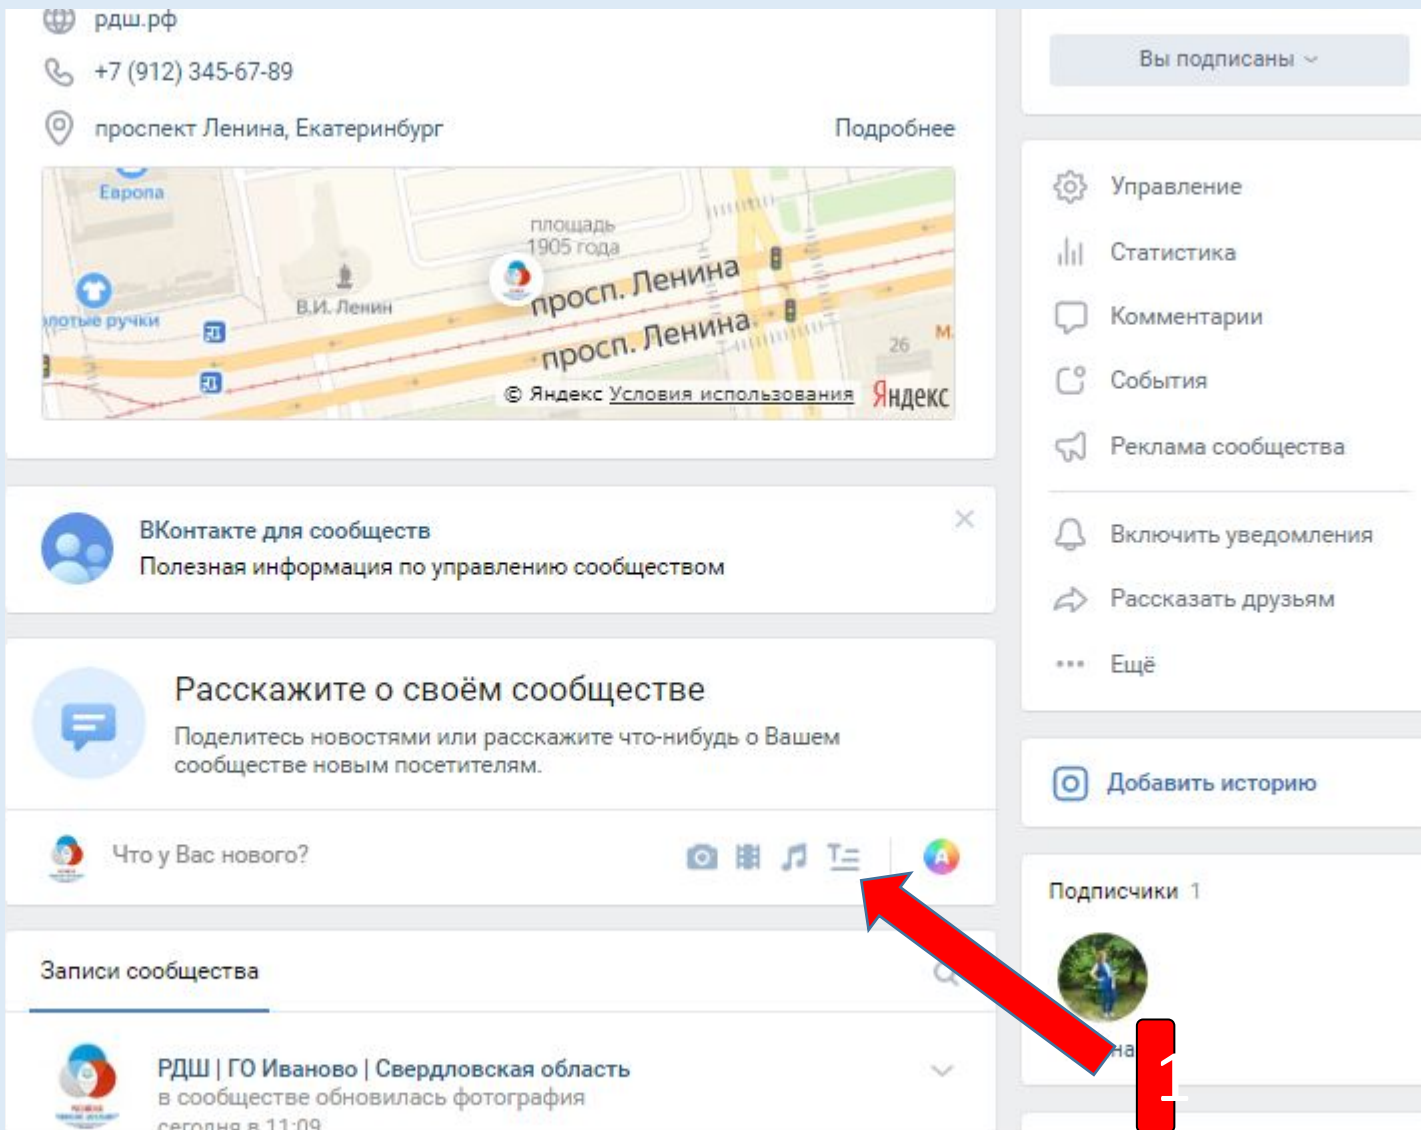 рдш.рф
+7 (912) 345-67-89
проспект Ленина, Екатеринбург
Подробнее
Европа
площадь
1905 года
В.И. Ленин
ручки
просп. Ленина
просп. Ленина
26
М.
© Яндекс Условия использования
Яндекс
ВКонтакте для сообществ
Полезная информация по управлению сообществом
Расскажите о своём сообществе
Поделитесь новостями или расскажите что-нибудь о Вашем
сообществе новым посетителям.
Что у Вас нового?
T
A
Записи сообщества
РДШ | ГО Иваново | Свердловская область
в сообществе обновилась фотография
сегодня в 11:09
Вы подписаны
Управление
Статистика
Комментарии
События
Реклама сообщества
Включить уведомления
Рассказать друзьям
Ещё
Добавить историю
Подписчики 1
1